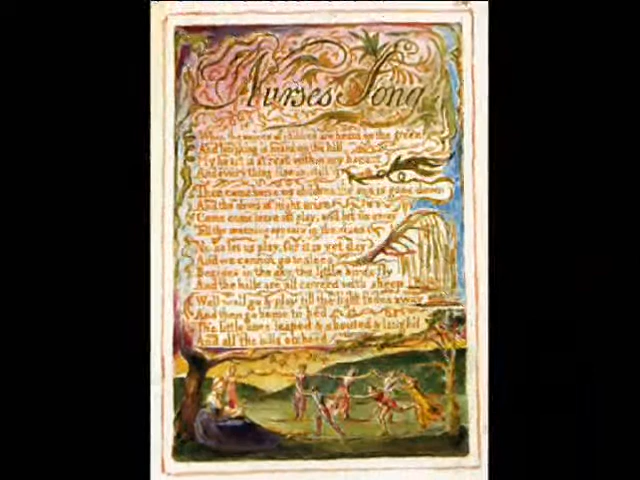 Nurses Song
When the voices of children are heard on the green
And laughing is heard on the hill
My heart is at rest within my breast
And every thing else is still
Then come home my children the sun is gone down
And the dews of night arise
Come come leave off play, and let us away
Till the morning appears in the skies
No no let us play, for it is yet day
And we cannot go to sleep
Besides in the sky, the little birds fly
And the hills are all coverd with sheep
Well well go & play till the light fades away
And then go home to bed
The little ones leaped & shouted & laugh'd
And all the hills ecchoed